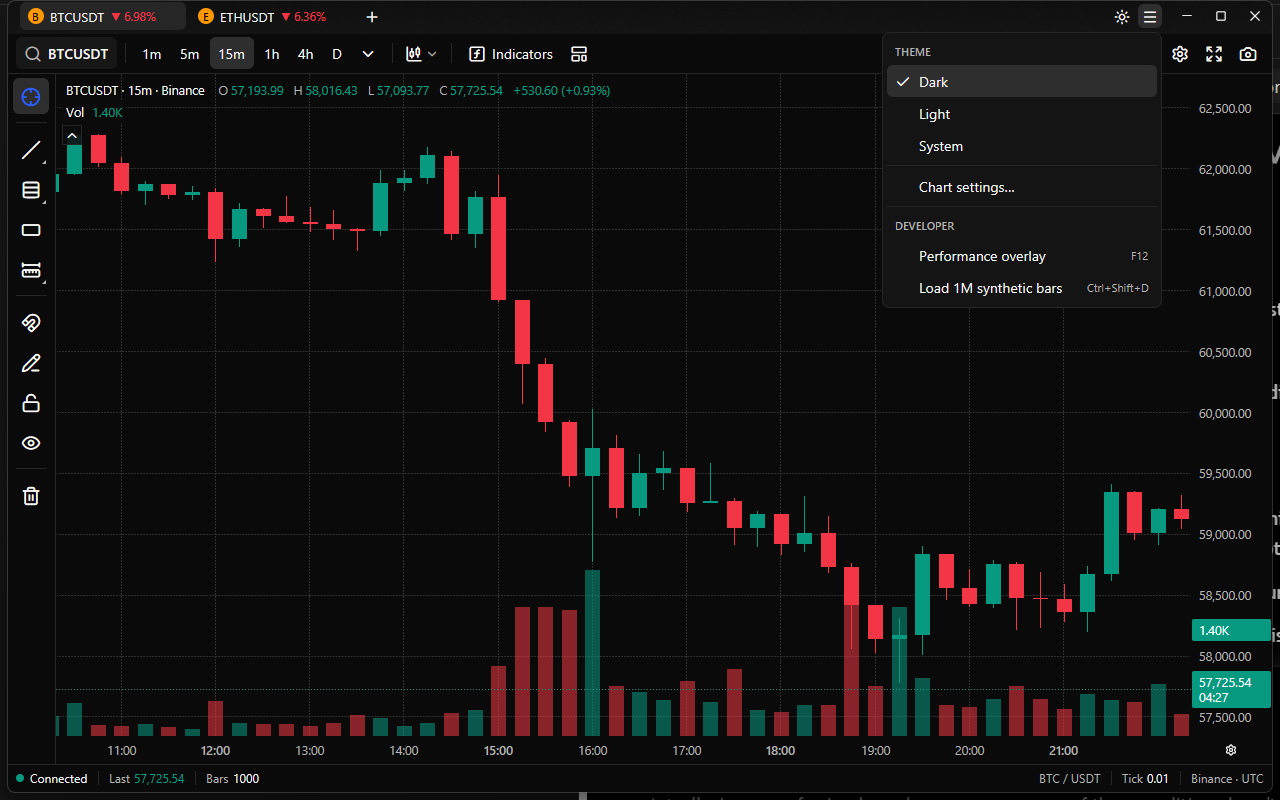 BTCUSDT ▼ 6.98% ETHUSDT ▼ 6.36% +
BTCUSDT 1m 5m 15m 1h 4h D Indicators
BTCUSDT · 15m · Binance O 57,193.99 H 58,016.43 L 57,093.77 C 57,725.54 +530.60 (+0.93%)
Vol 1.40K
THEME
Dark
Light
System
Chart settings...
DEVELOPER
Performance overlay F12
Load 1M synthetic bars Ctrl+Shift+D
62,500.00
62,000.00
61,500.00
61,000.00
60,500.00
60,000.00
59,500.00
59,000.00
58,500.00
1.40K
58,000.00
57,725.54
04:27
57,500.00
11:00 12:00 13:00 14:00 15:00 16:00 17:00 18:00 19:00 20:00 21:00
Connected Last 57,725.54 Bars 1000 BTC / USDT Tick 0.01 Binance · UTC